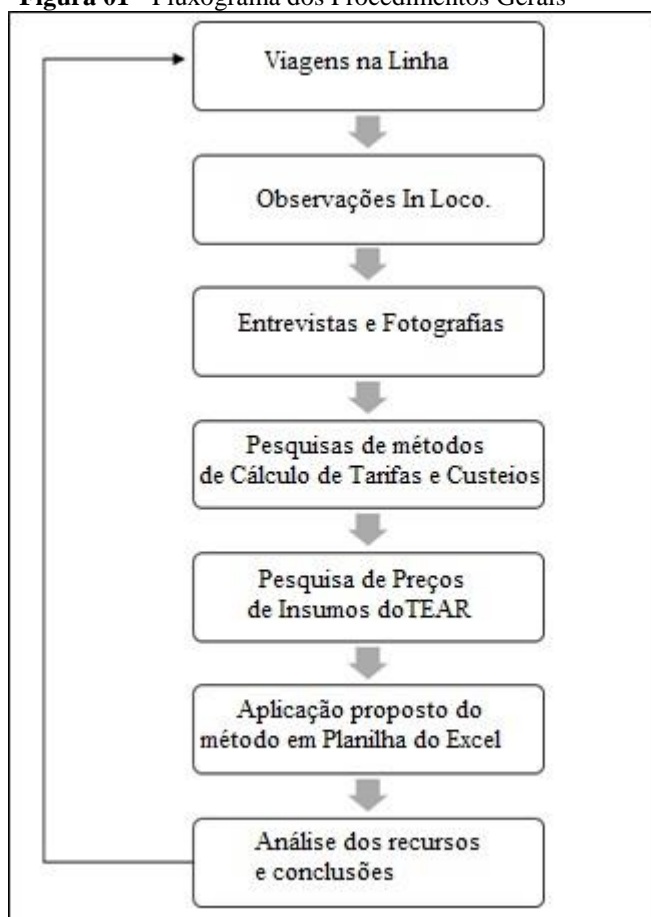 Figura 01 - Fluxograma dos Procedimentos Gerais
Viagens na Linha
Observações In Loco.
Entrevistas e Fotografias
Pesquisas de métodos
de Cálculo de Tarifas e Custeios
Pesquisa de Preços
de Insumos doTEAR
Aplicação proposto do
método em Planilha do Excel
Análise dos recursos
e conclusões